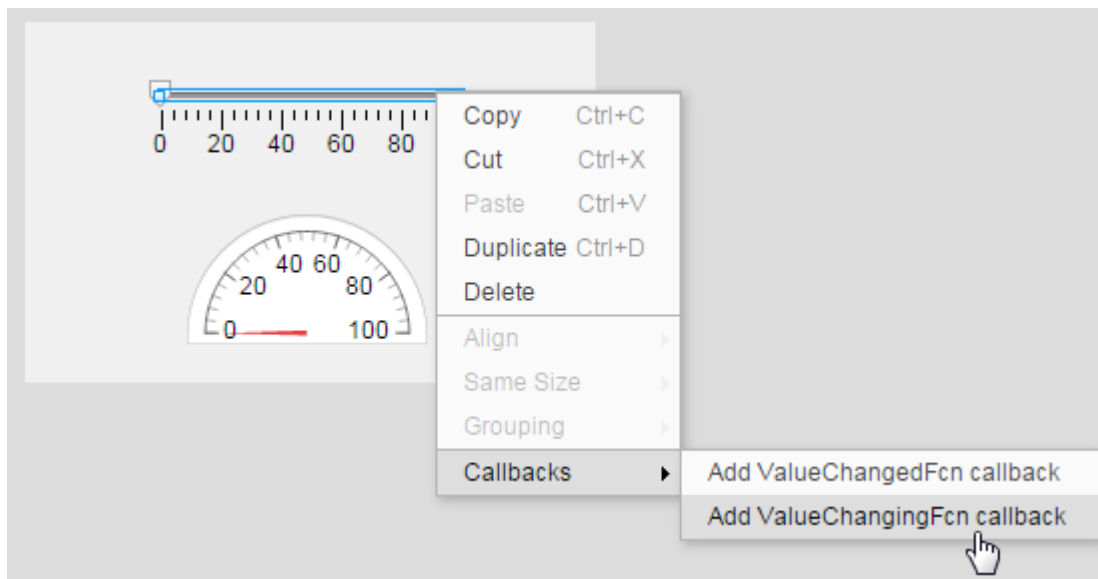 0 20 40 60 80
Copy Ctrl+C
Cut Ctrl+X
Paste Ctrl+V
Duplicate Ctrl+D
Delete
Align
Same Size
Grouping
Callbacks
Add ValueChangedFcn callback
Add ValueChangingFcn callback
40 60
20 80
0 100